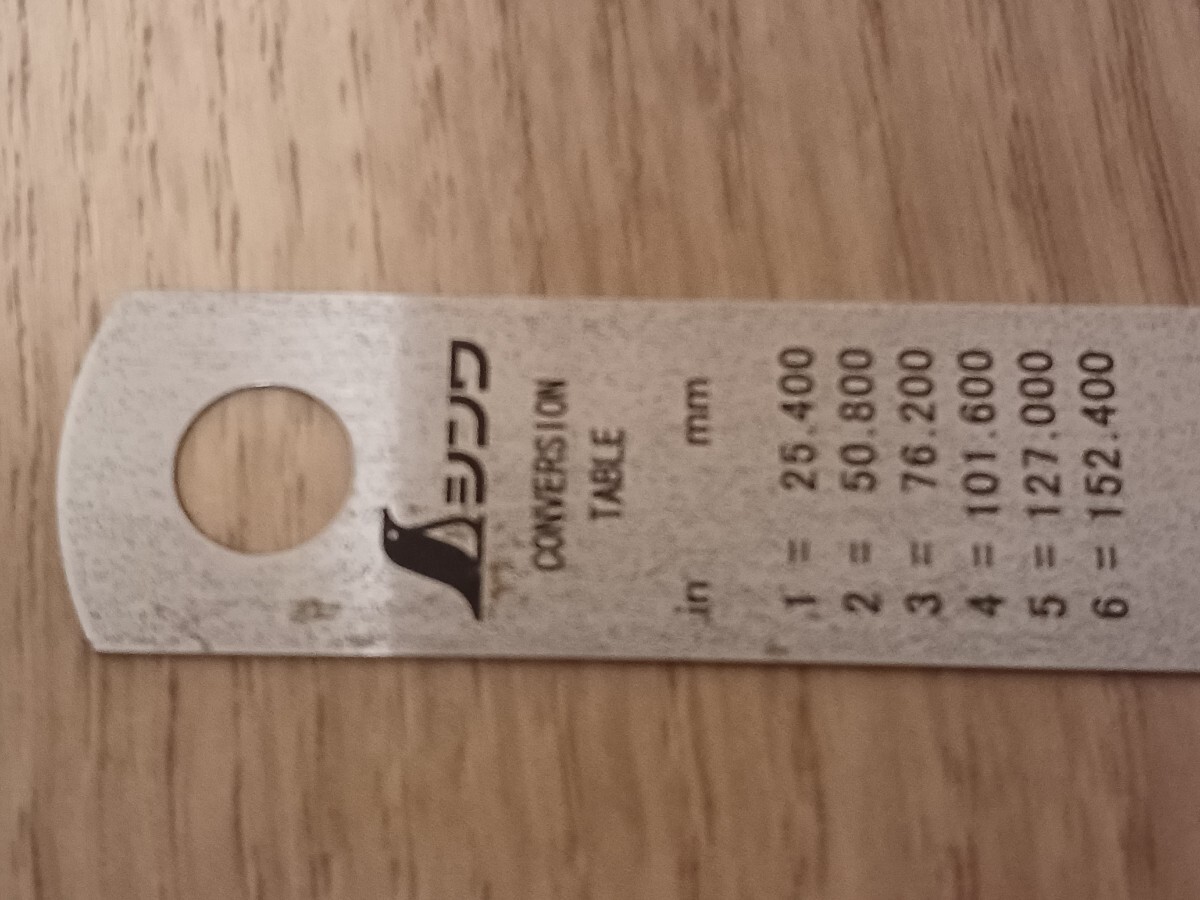 シンワ
CONVERSION
TABLE
in mm
1 = 25.400
2 = 50.800
3 = 76.200
4 = 101.600
5 = 127.000
6 = 152.400